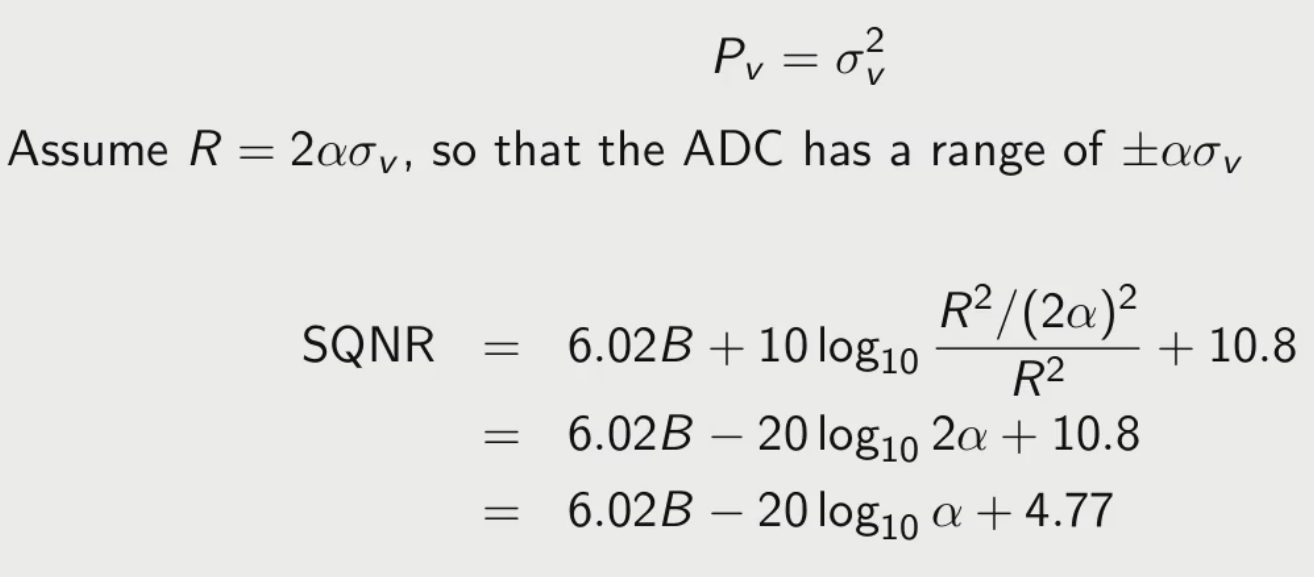 P_v = σ_v^2
Assume R = 2ασ_v, so that the ADC has a range of ±ασ_v
SQNR = 6.02B + 10 log_10 (R^2/(2α)^2)/(R^2) + 10.8
= 6.02B − 20 log_10 2α + 10.8
= 6.02B − 20 log_10 α + 4.77